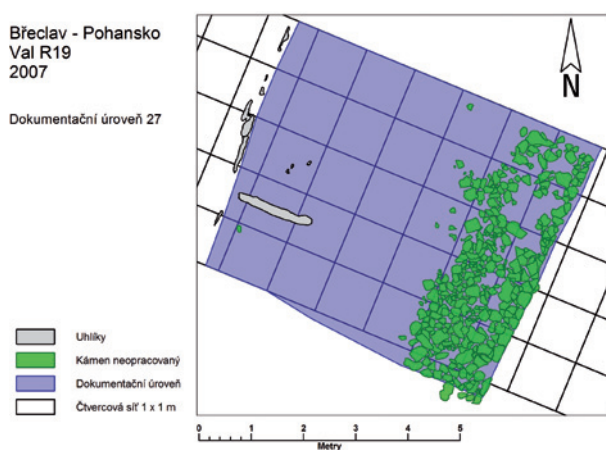 Břeclav - Pohansko
Val R19
2007
Dokumentační úroveň 27
N
Uhlíky
Kámen neopracovaný
Dokumentační úroveň
Čtvercová síť 1 x 1 m
0 1 2 3 4 5
Metry